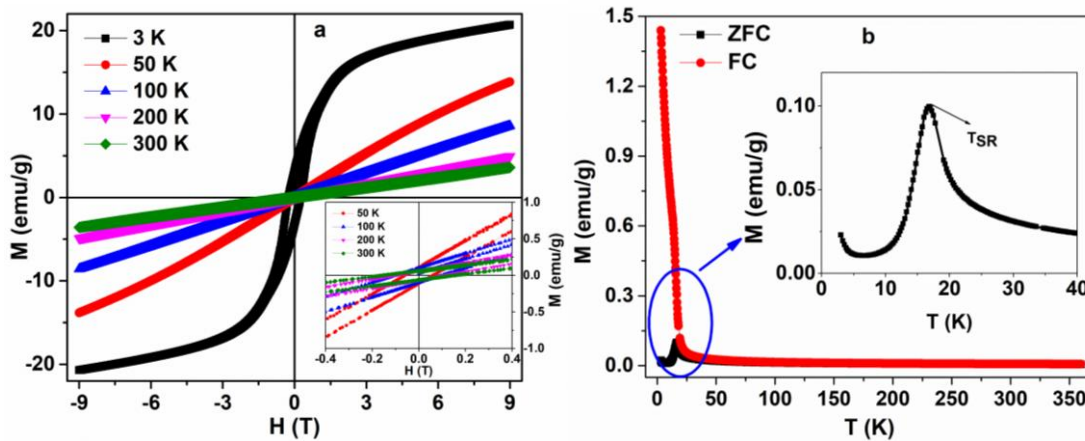 a
3 K
50 K
100 K
200 K
300 K
M (emu/g)
20
10
0
-10
-20
-9
-6
-3
0
3
6
9
H (T)
50 K
100 K
200 K
300 K
1.0
0.5
0.0
-0.5
-1.0
M (emu/g)
-0.4
-0.2
0.0
0.2
0.4
H (T)
b
ZFC
FC
M (emu/g)
1.5
1.2
0.9
0.6
0.3
0.0
0
50
100
150
200
250
300
350
T (K)
TSR
M (emu/g)
0.10
0.05
0.00
0
10
20
30
40
T (K)